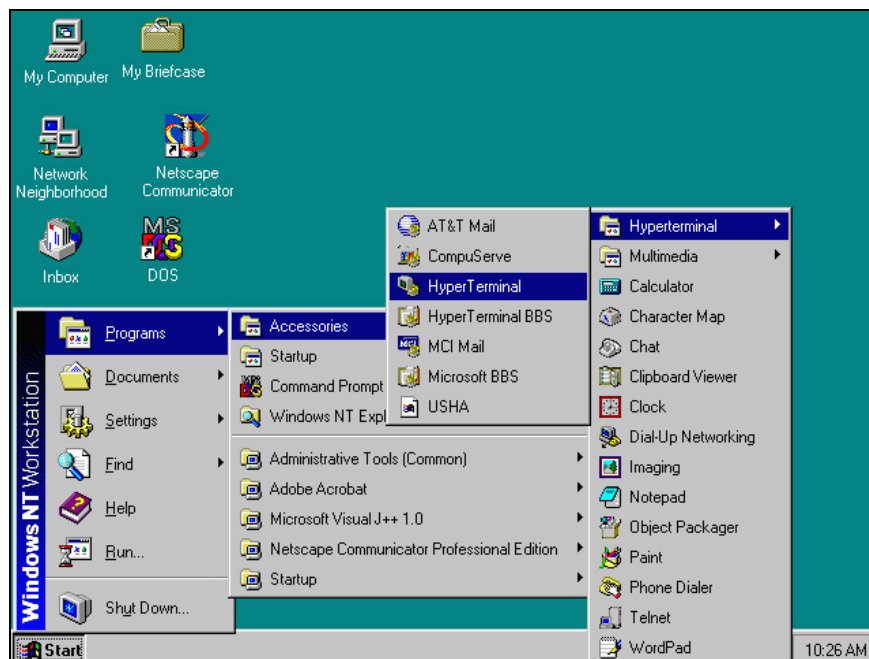 My Computer
My Briefcase
Network
Neighborhood
Netscape
Communicator
Inbox
MS
DOS
DOS
Windows NT Workstation
Programs
Documents
Settings
Find
Help
Run...
Shut Down...
Accessories
Startup
Command Prompt
Windows NT Expl
Administrative Tools (Common)
Adobe Acrobat
Microsoft Visual J++ 1.0
Netscape Communicator Professional Edition
Startup
AT&T Mail
CompuServe
HyperTerminal
HyperTerminal BBS
MCI Mail
Microsoft BBS
USHA
Hyperterminal
Multimedia
Calculator
Character Map
Chat
Clipboard Viewer
Clock
Dial-Up Networking
Imaging
Notepad
Object Packager
Paint
Phone Dialer
Telnet
WordPad
Start
10:26 AM